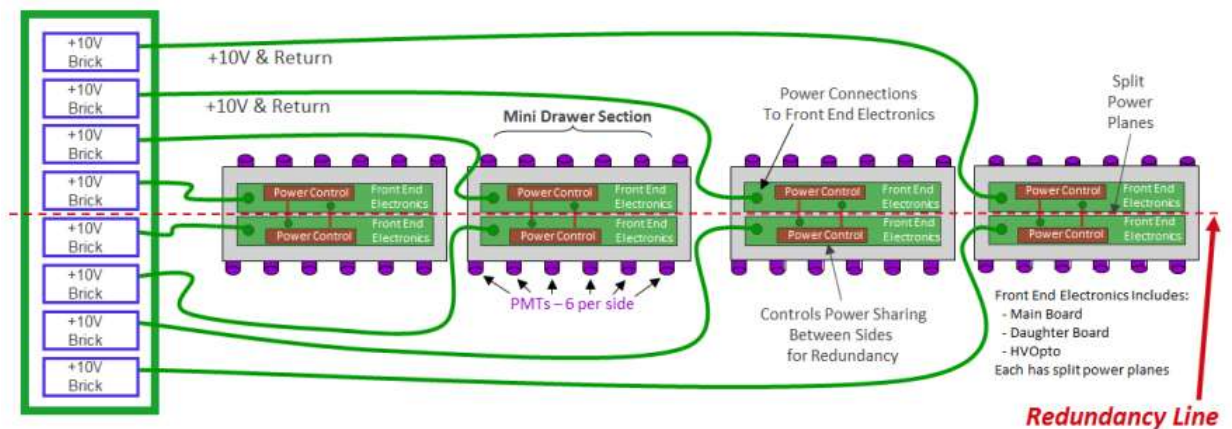 +10V
Brick
+10V
Brick
+10V
Brick
+10V
Brick
+10V
Brick
+10V
Brick
+10V
Brick
+10V
Brick
+10V & Return
+10V & Return
Mini Drawer Section
Power Connections
To Front End Electronics
Split
Power
Planes
Power Control
Front End
Electronics
Power Control
Front End
Electronics
Power Control
Front End
Electronics
Power Control
Front End
Electronics
Power Control
Front End
Electronics
Power Control
Front End
Electronics
Power Control
Front End
Electronics
Power Control
Front End
Electronics
PMTs – 6 per side
Controls Power Sharing
Between Sides
for Redundancy
Front End Electronics Includes:
- Main Board
- Daughter Board
- HVOpto
Each has split power planes
Redundancy Line